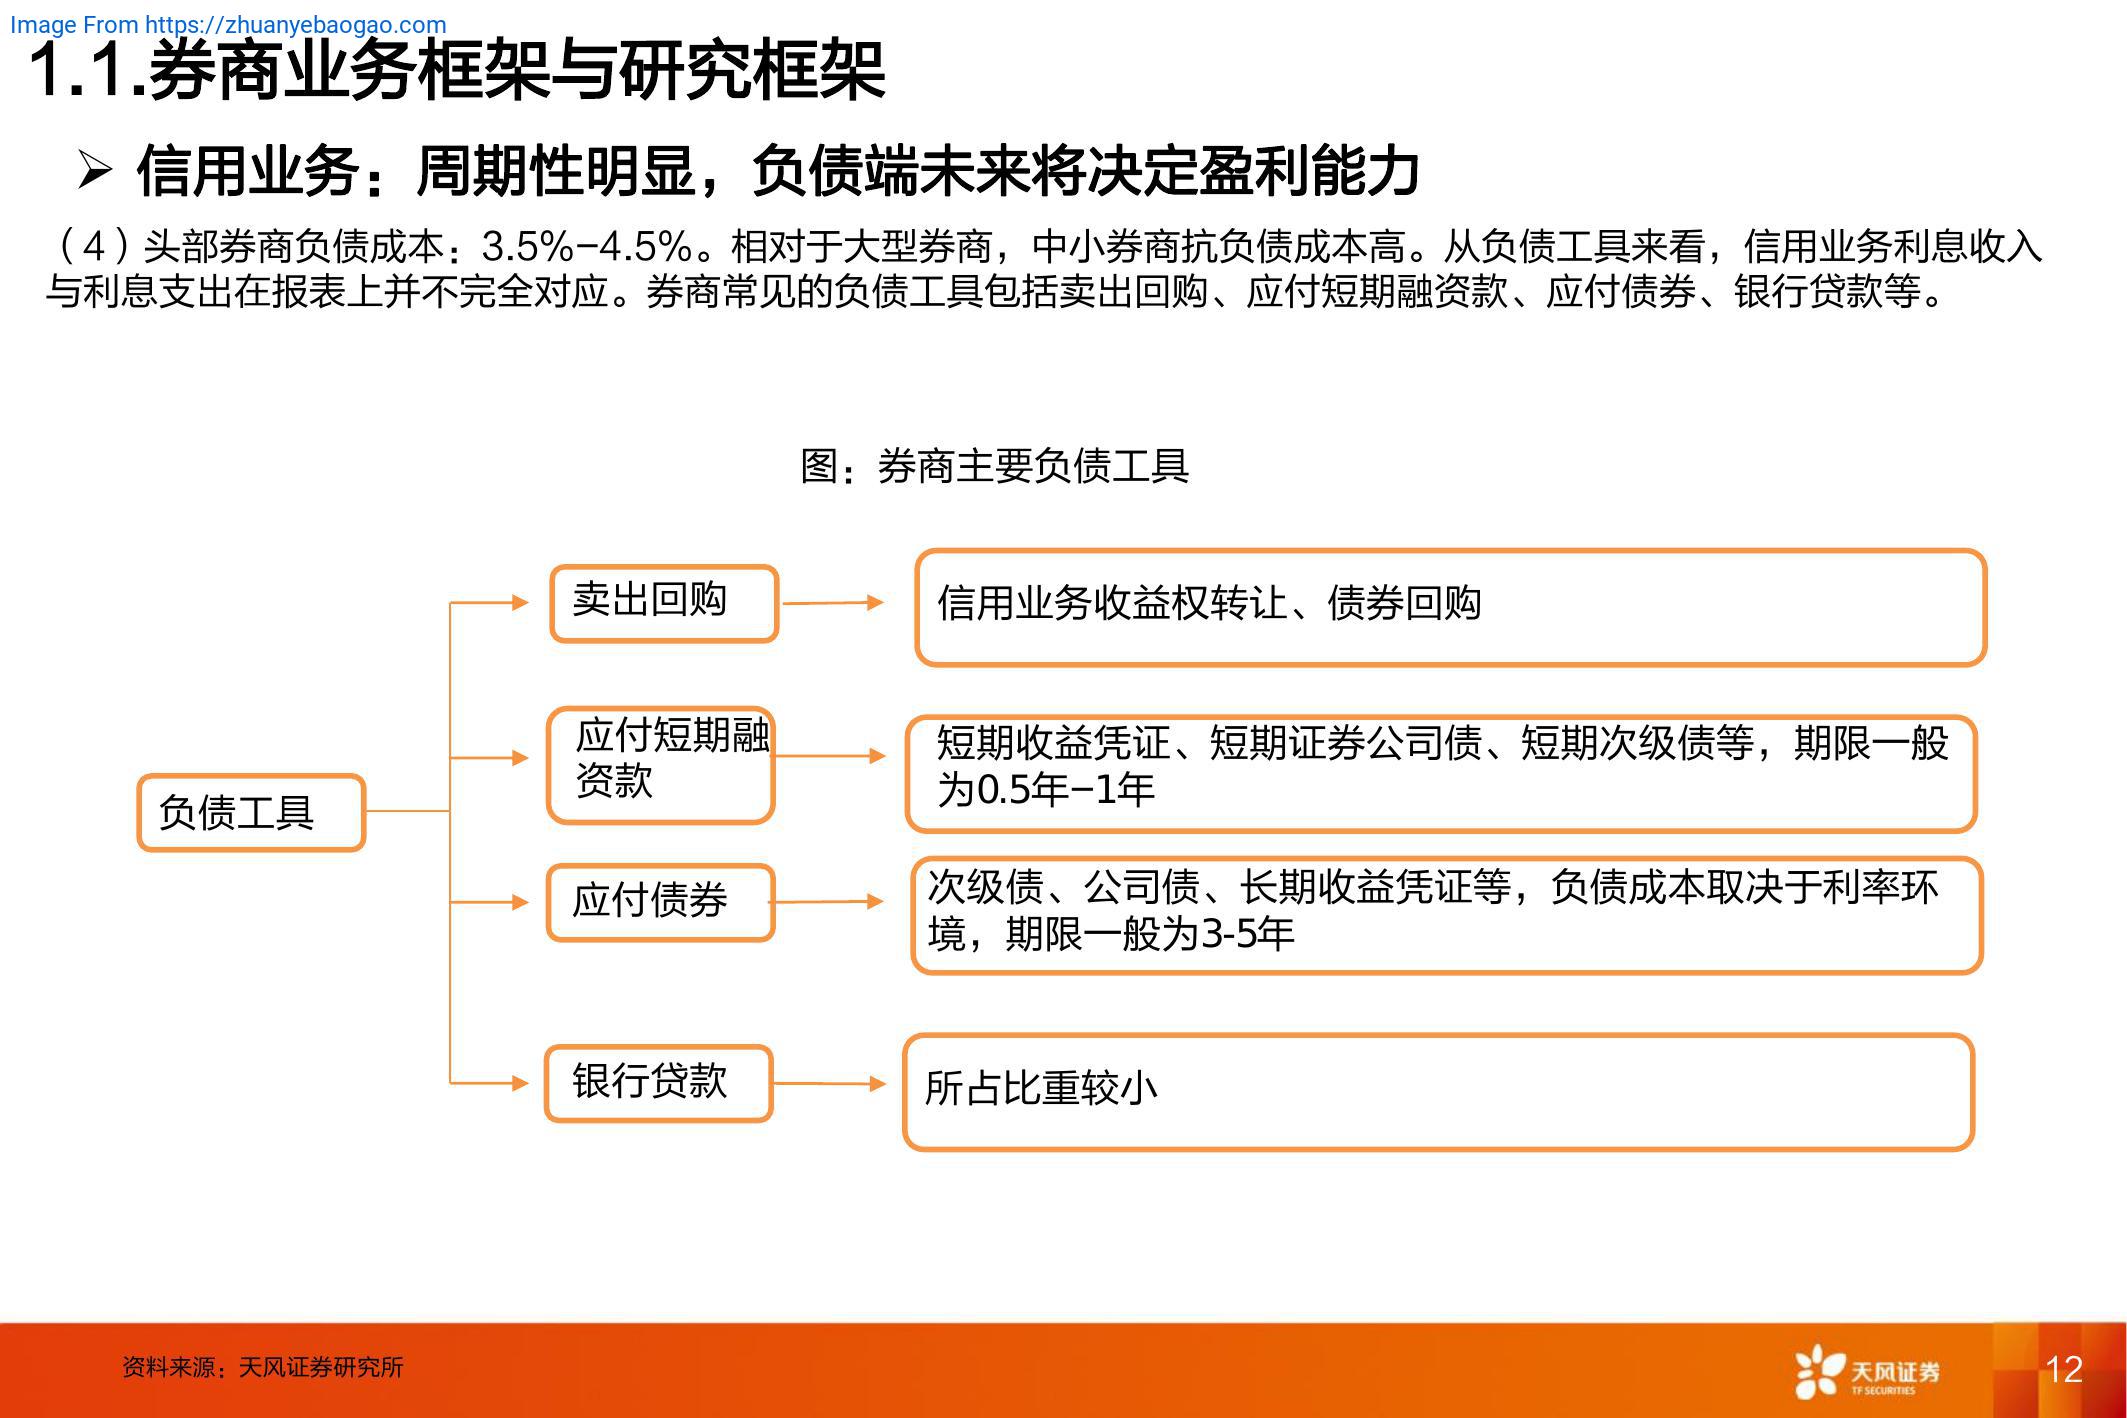 Image From https://zhuanyebaogao.com
1.1.券商业务框架与研究框架
➢ 信用业务：周期性明显，负债端未来将决定盈利能力
（4）头部券商负债成本：3.5%-4.5%。相对于大型券商，中小券商抗负债成本高。从负债工具来看，信用业务利息收入
与利息支出在报表上并不完全对应。券商常见的负债工具包括卖出回购、应付短期融资款、应付债券、银行贷款等。
图：券商主要负债工具
负债工具
卖出回购
信用业务收益权转让、债券回购
应付短期融
资款
短期收益凭证、短期证券公司债、短期次级债等，期限一般
为0.5年-1年
应付债券
次级债、公司债、长期收益凭证等，负债成本取决于利率环
境，期限一般为3-5年
银行贷款
所占比重较小
资料来源：天风证券研究所
天风证券
TF SECURITIES
12